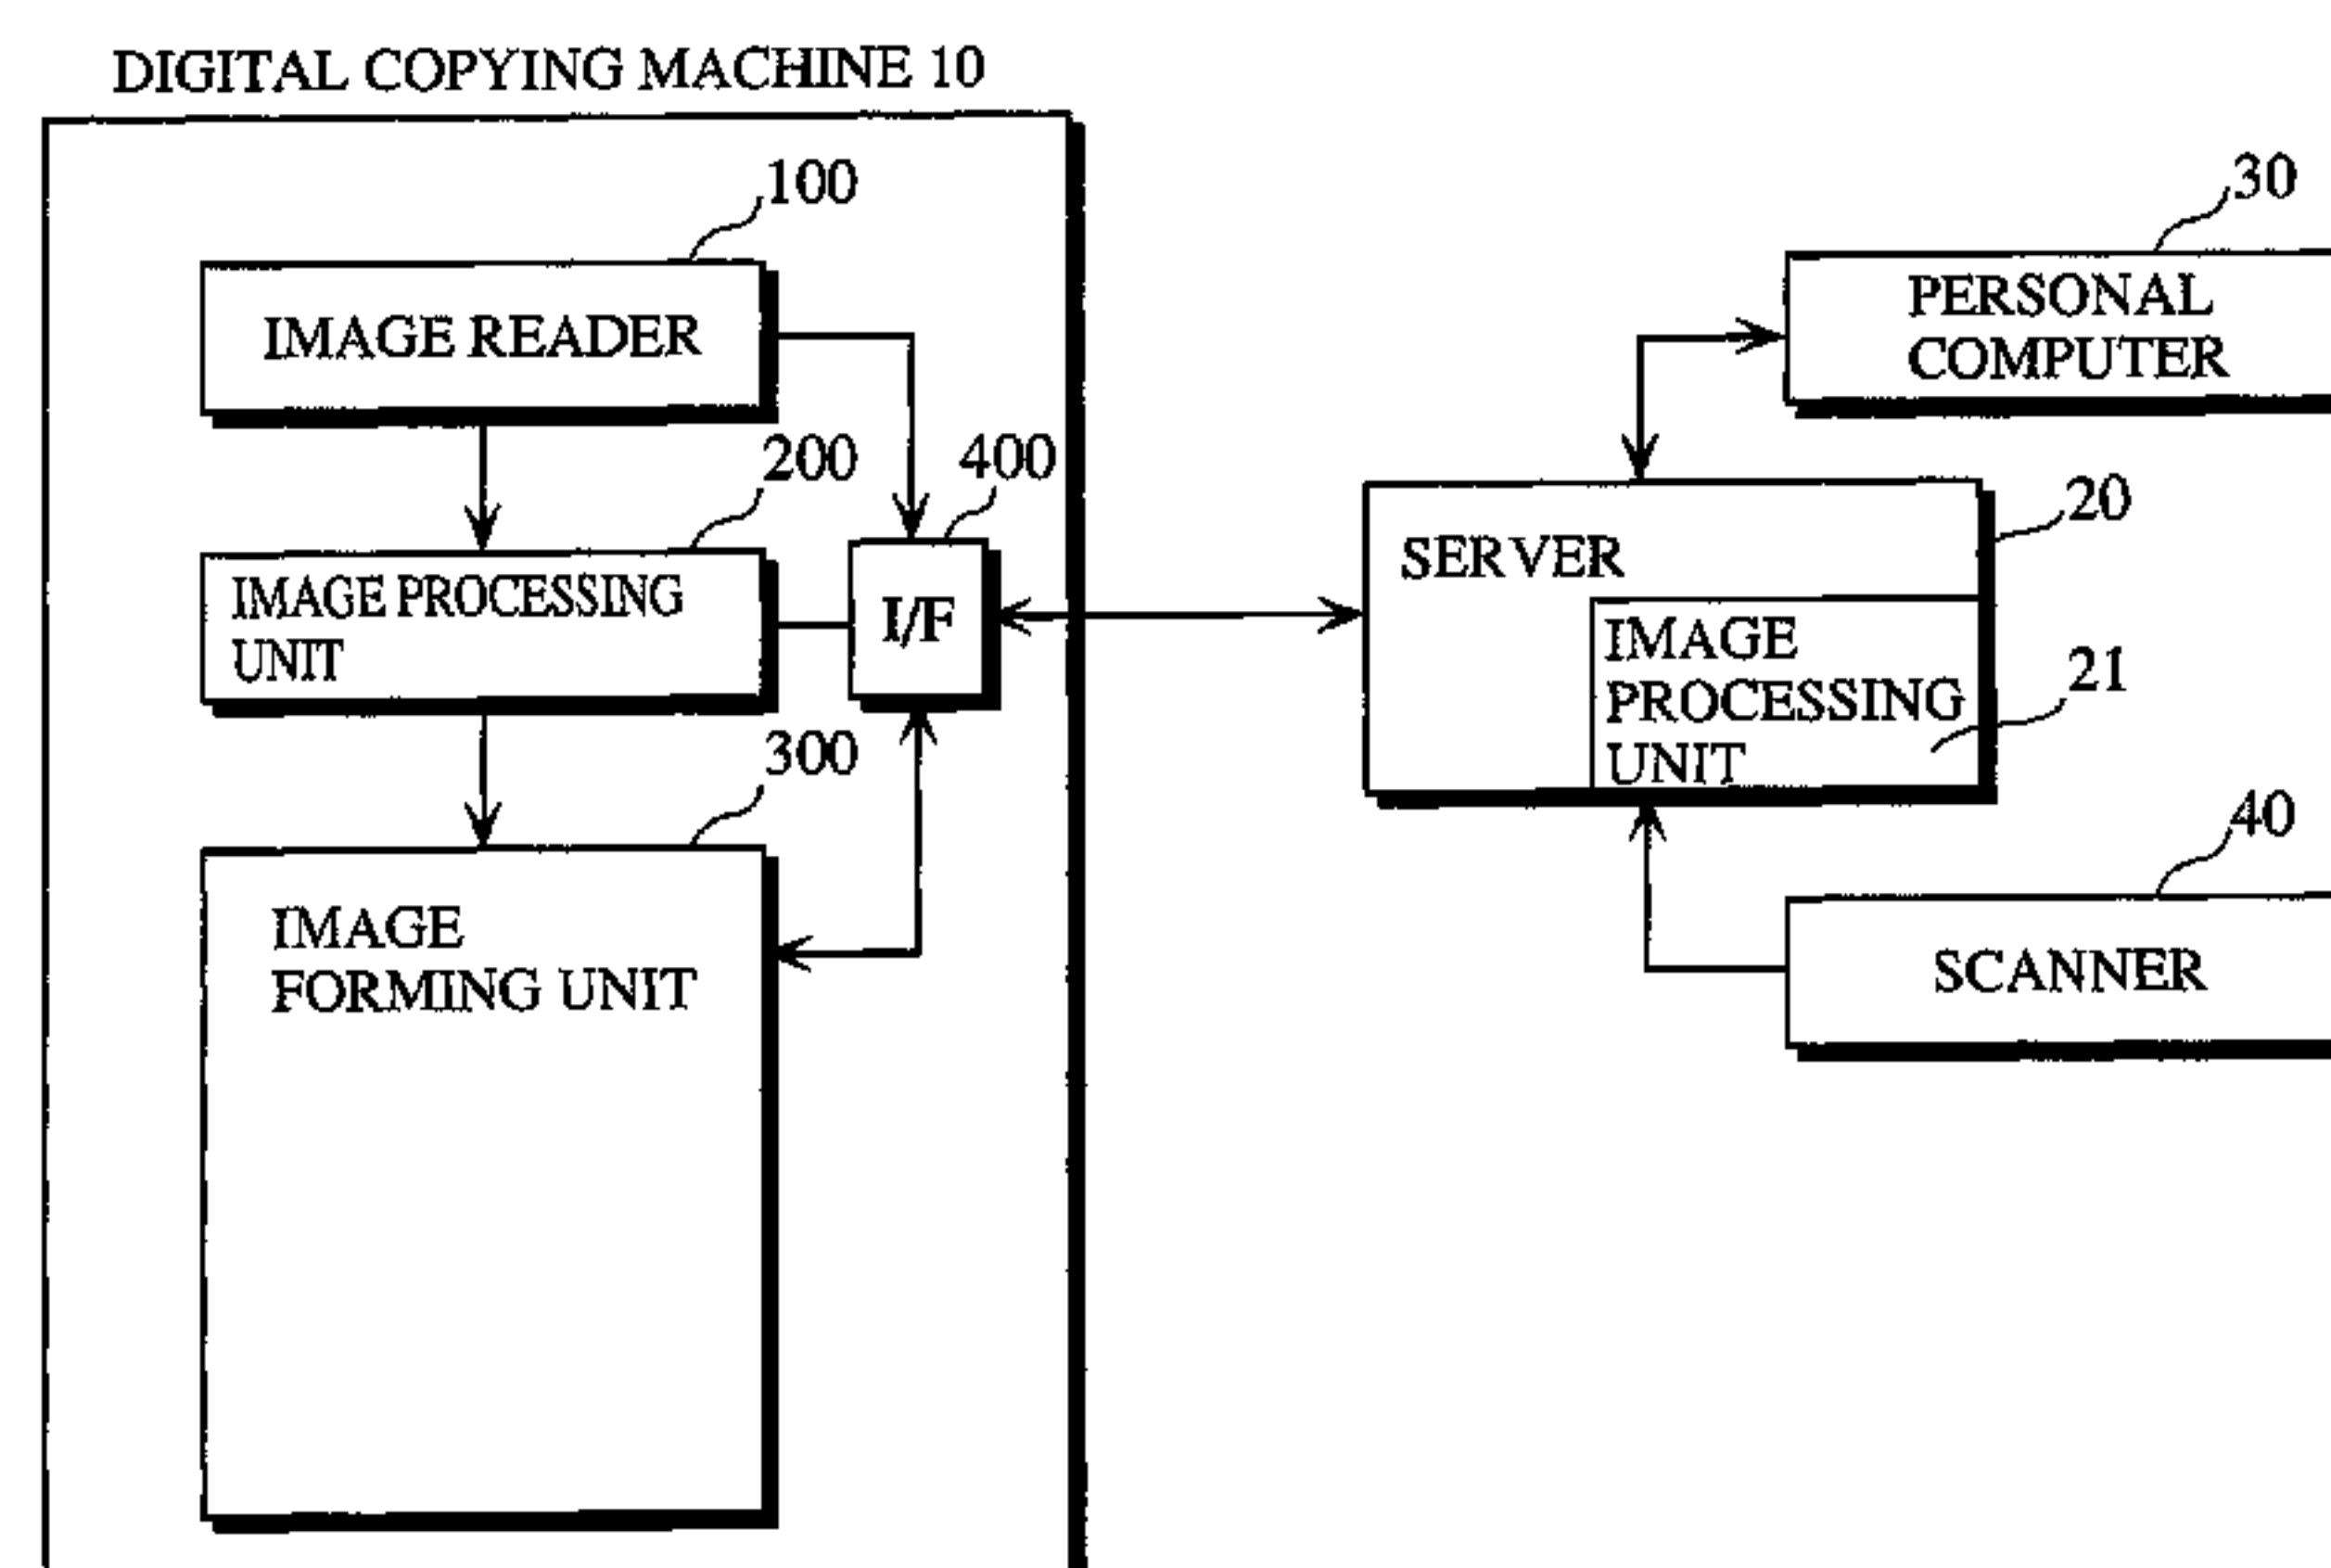 DIGITAL COPYING MACHINE 10
100
IMAGE READER
200
400
IMAGE PROCESSING
UNIT
I/F
300
IMAGE
FORMING UNIT
30
PERSONAL
COMPUTER
20
SERVER
IMAGE
PROCESSING
UNIT
21
40
SCANNER